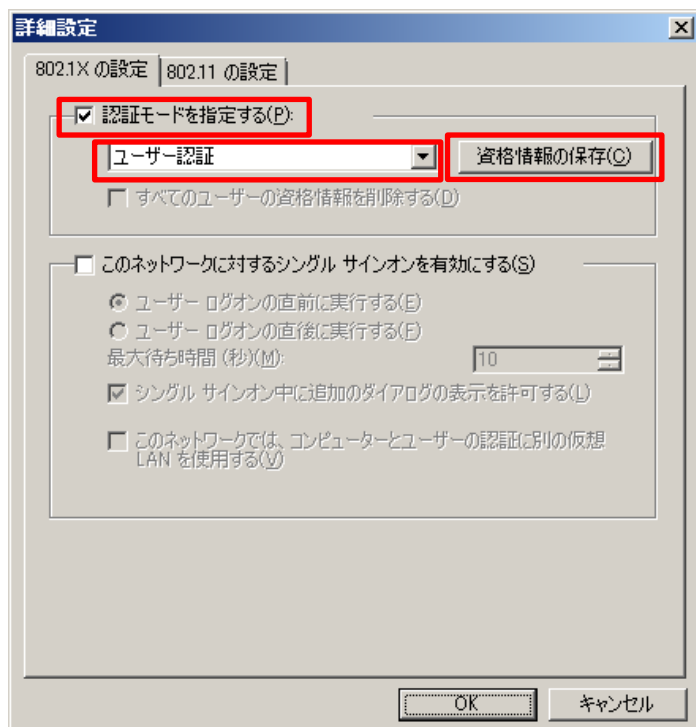 詳細設定
802.1X の設定
802.11 の設定
認証モードを指定する(P):
ユーザー認証
資格情報の保存(C)
すべてのユーザーの資格情報を削除する(D)
このネットワークに対するシングル サインオンを有効にする(S)
ユーザー ログオンの直前に実行する(E)
ユーザー ログオンの直後に実行する(F)
最大待ち時間 (秒)(M):
10
シングル サインオン中に追加のダイアログの表示を許可する(L)
このネットワークでは、コンピューターとユーザーの認証に別の仮想
LAN を使用する(V)
OK
キャンセル